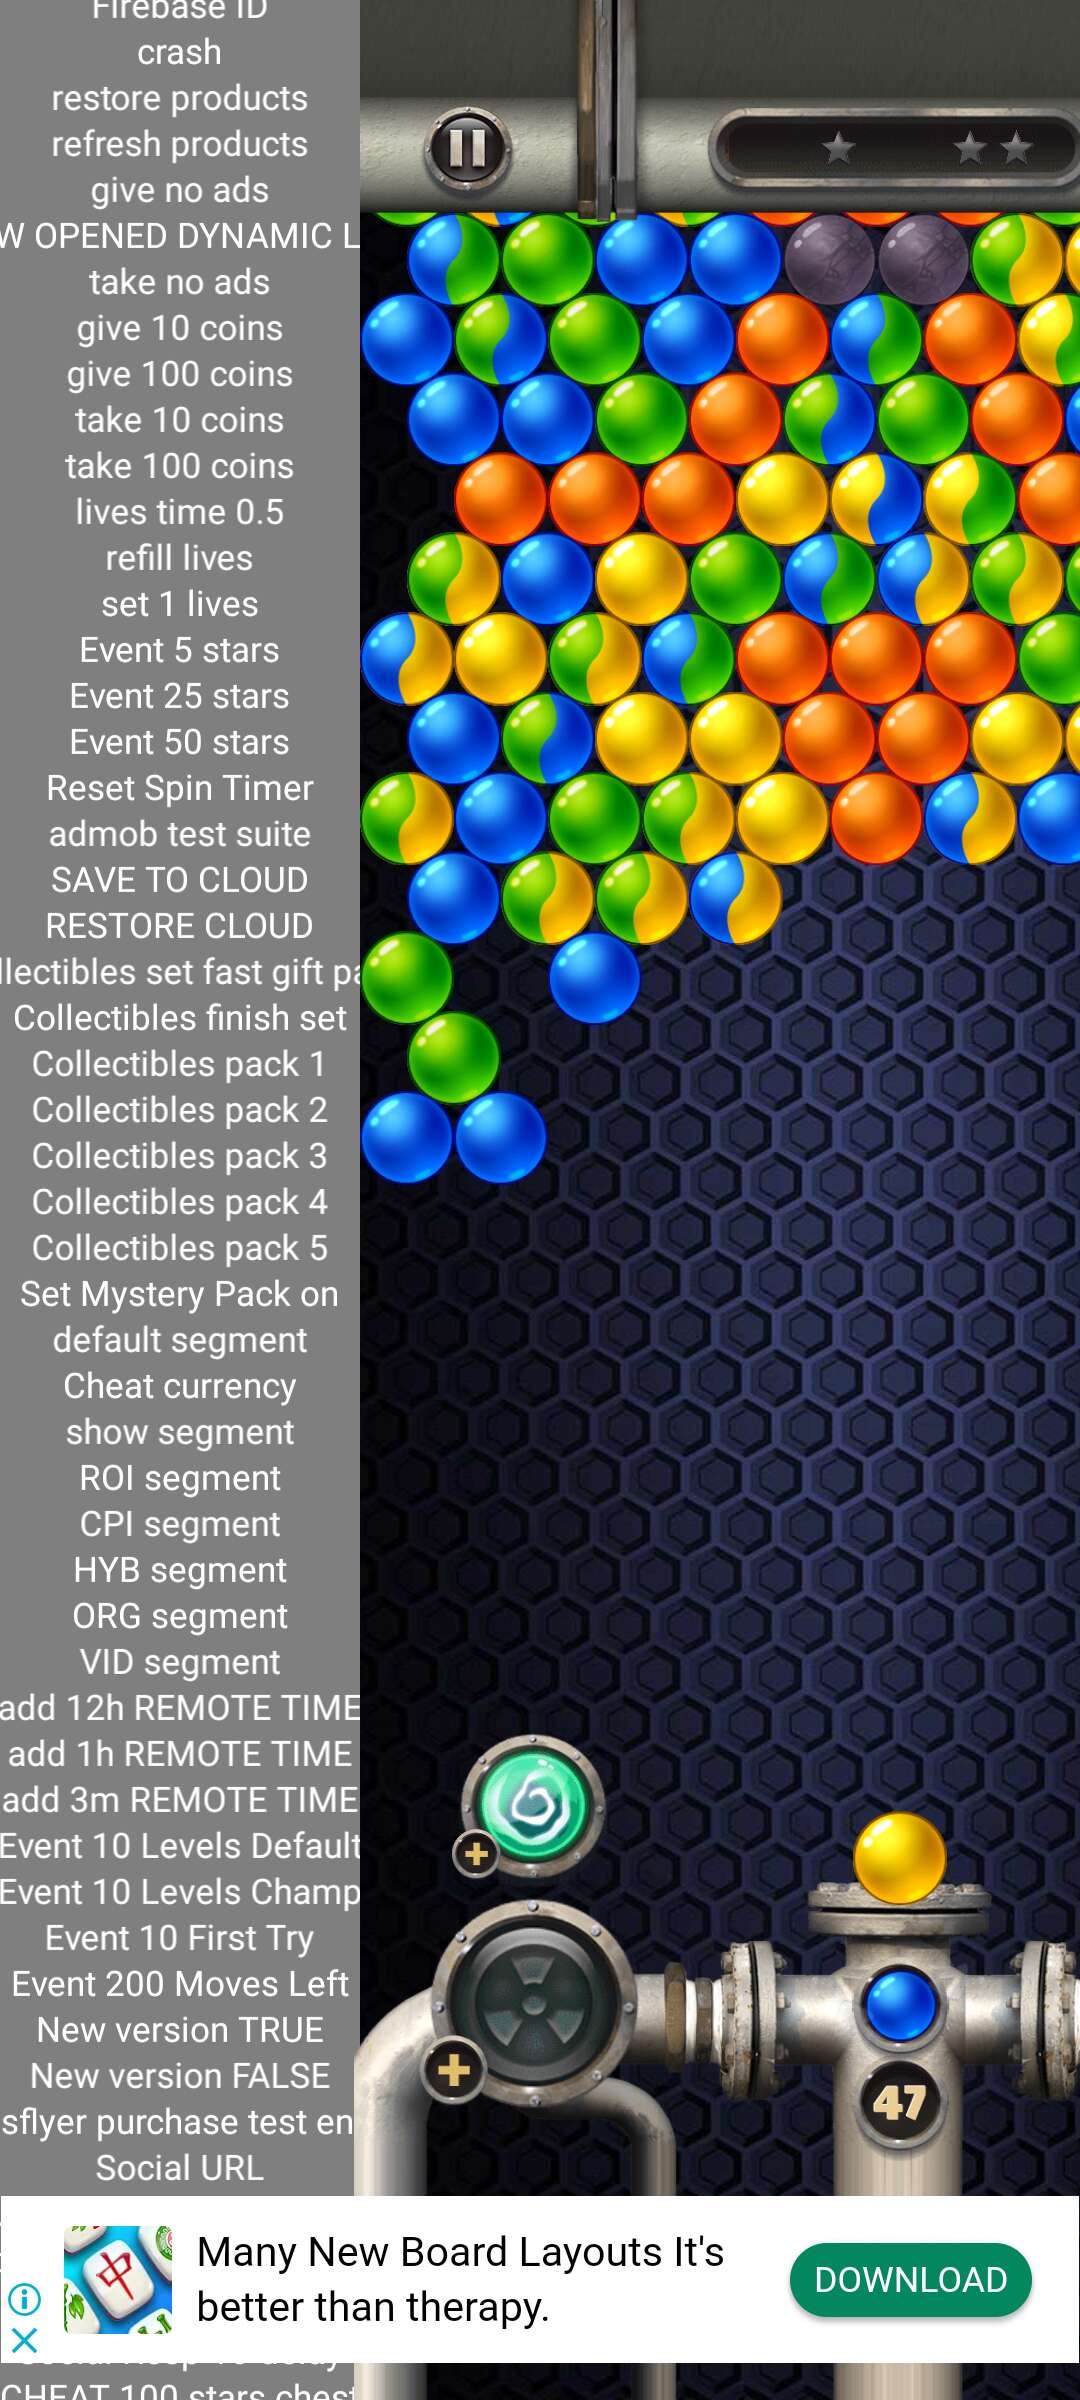 Firebase ID
crash
restore products
refresh products
give no ads
W OPENED DYNAMIC L
take no ads
give 10 coins
give 100 coins
take 10 coins
take 100 coins
lives time 0.5
refill lives
set 1 lives
Event 5 stars
Event 25 stars
Event 50 stars
Reset Spin Timer
admob test suite
SAVE TO CLOUD
RESTORE CLOUD
llectibles set fast gift pa
Collectibles finish set
Collectibles pack 1
Collectibles pack 2
Collectibles pack 3
Collectibles pack 4
Collectibles pack 5
Set Mystery Pack on
default segment
Cheat currency
show segment
ROI segment
CPI segment
HYB segment
ORG segment
VID segment
add 12h REMOTE TIME
add 1h REMOTE TIME
add 3m REMOTE TIME
Event 10 Levels Default
Event 10 Levels Champ
Event 10 First Try
Event 200 Moves Left
New version TRUE
New version FALSE
sflyer purchase test en
Social URL
47
中
Many New Board Layouts It's
better than therapy.
DOWNLOAD
CHEAT 100 stars chest